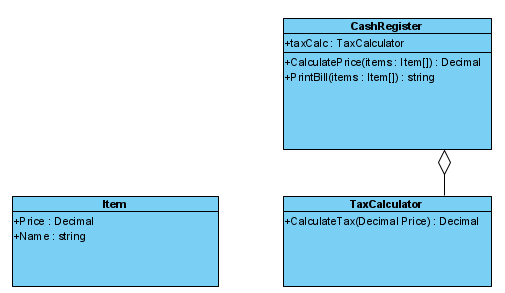 CashRegister
+taxCalc : TaxCalculator
+CalculatePrice(items : Item[]) : Decimal
+PrintBill(items : Item[]) : string
Item
+Price : Decimal
+Name : string
TaxCalculator
+CalculateTax(Decimal Price) : Decimal